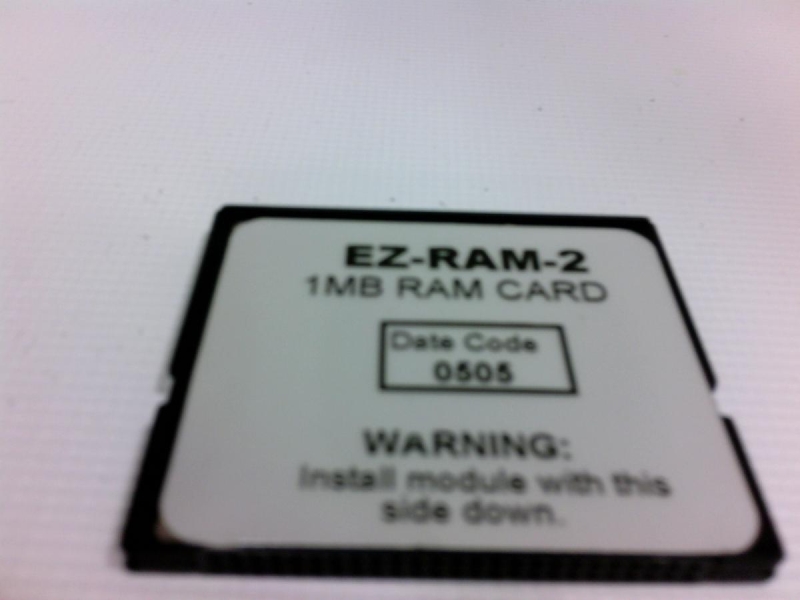 EZ-RAM-2
1MB RAM CARD
Date Code
0505
WARNING:
Install module with this
side down.